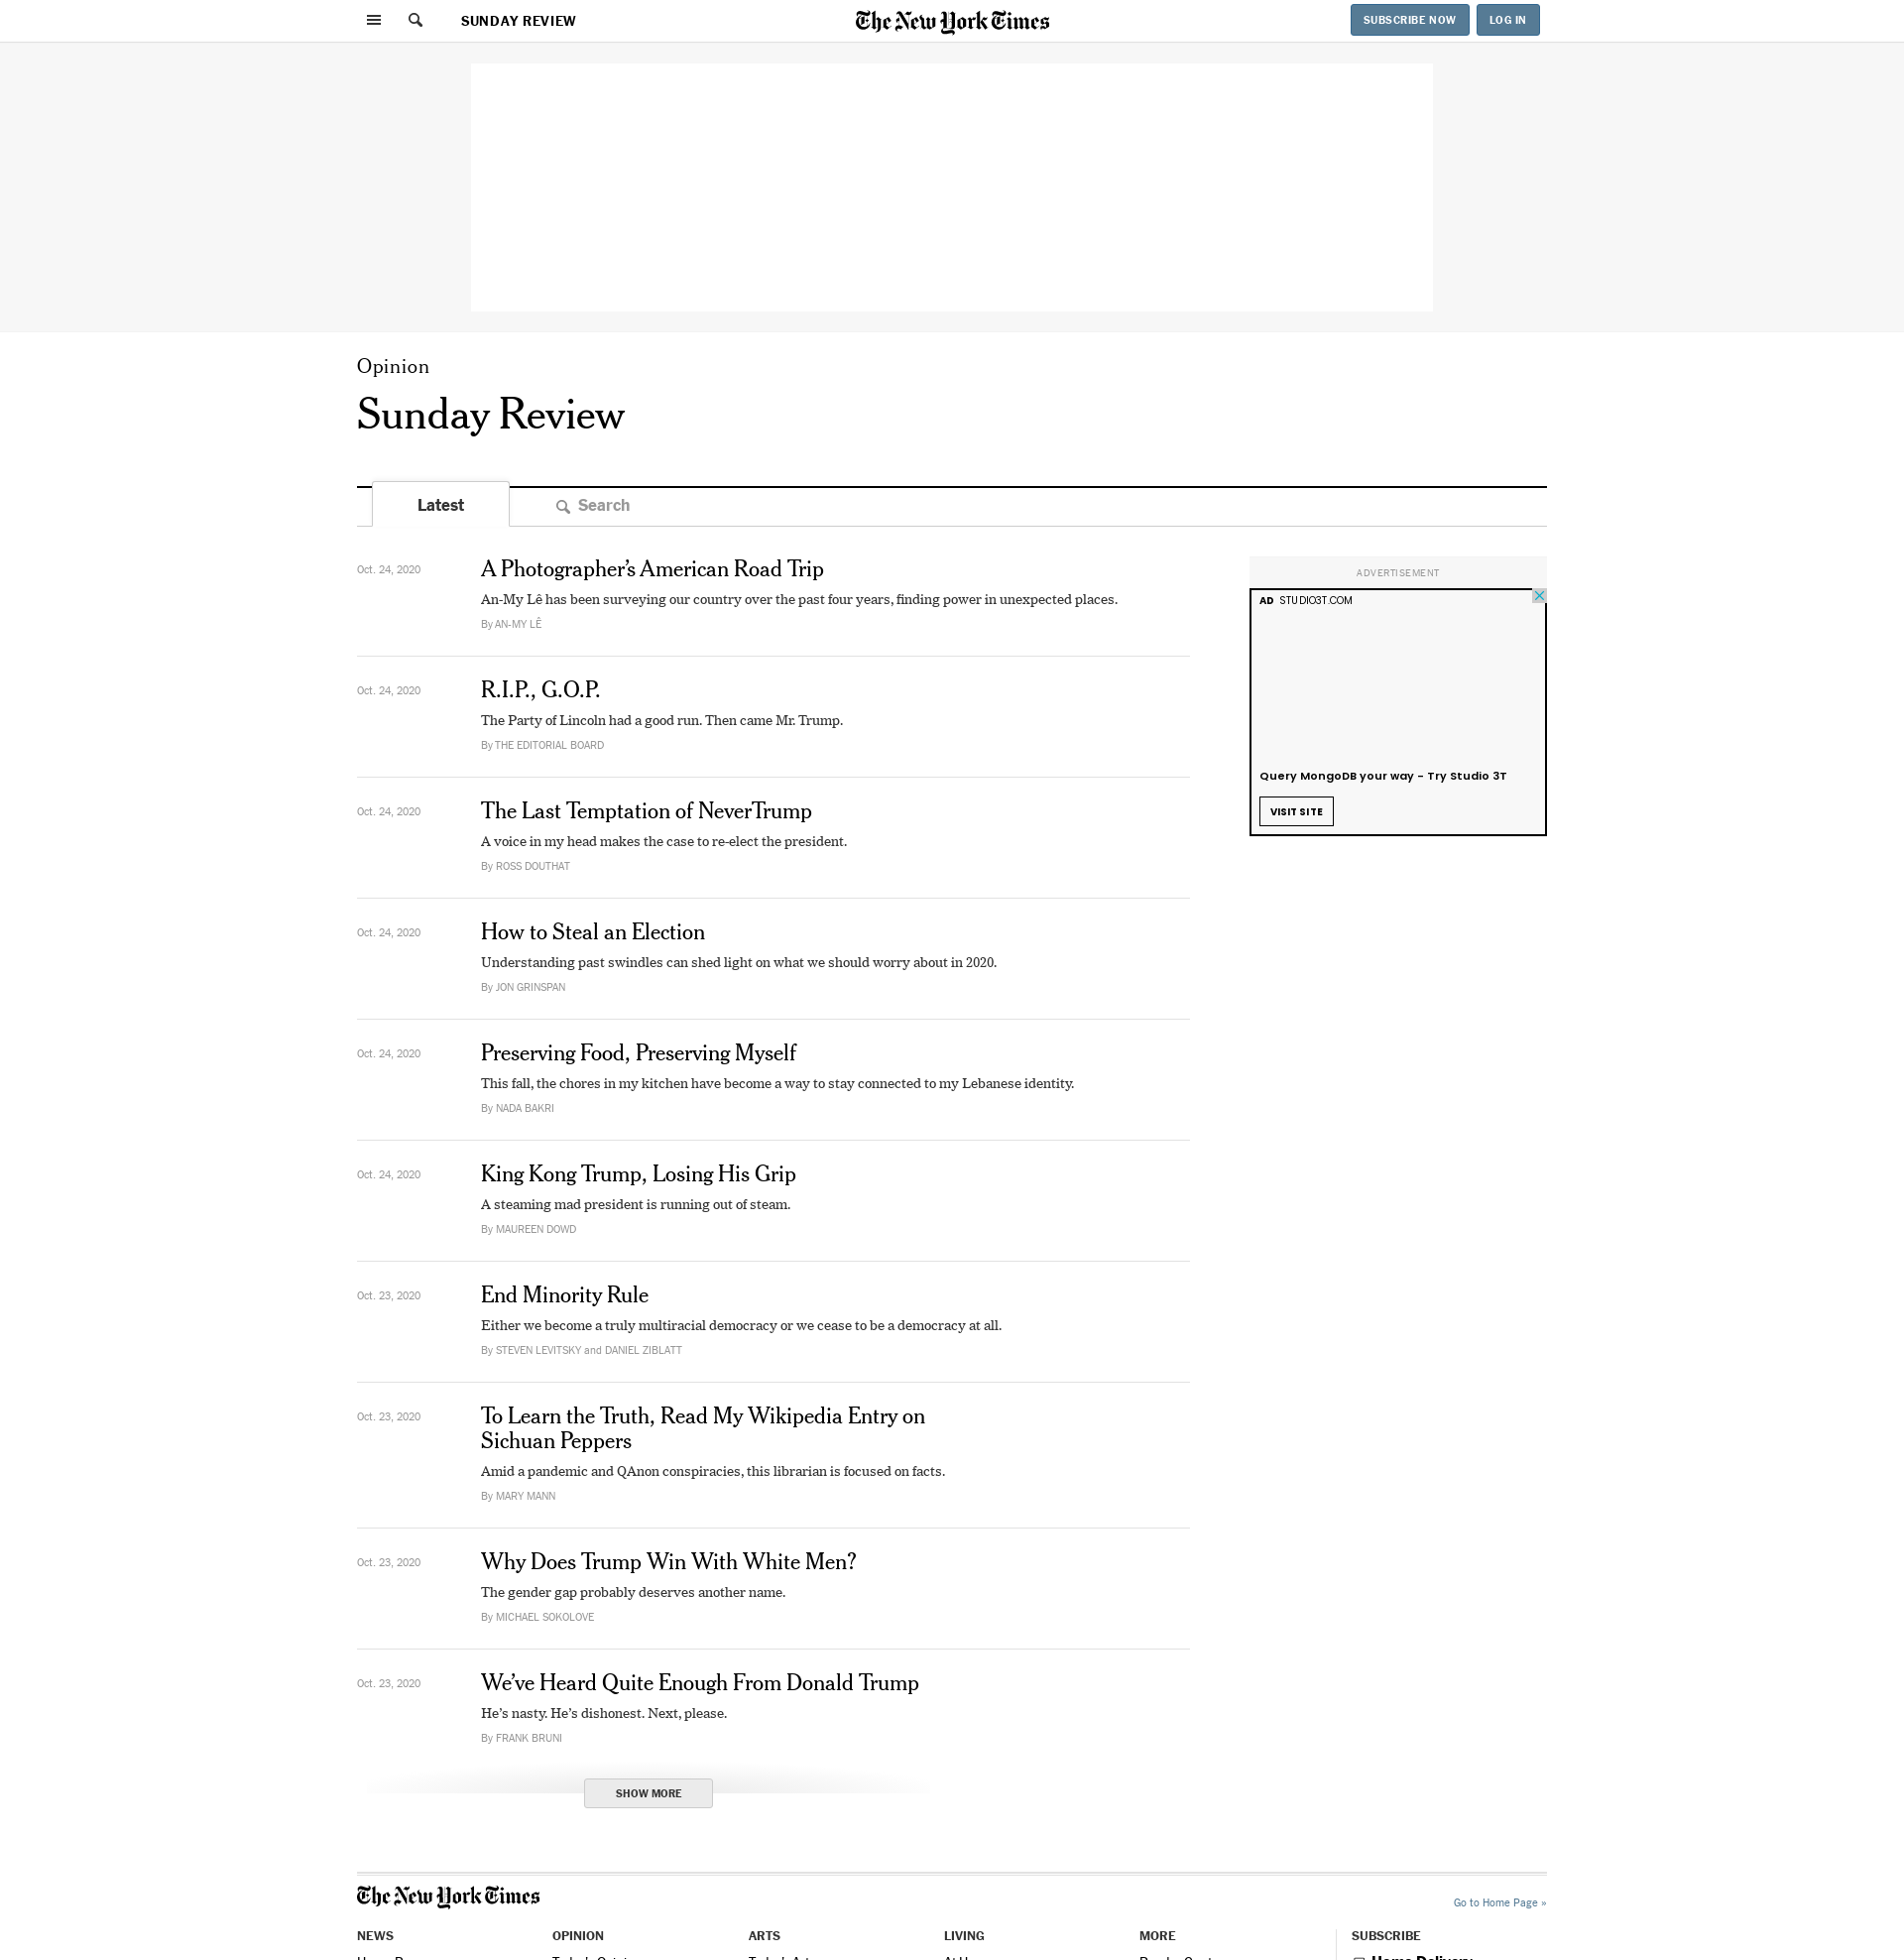 SUNDAY REVIEW
The New York Times
SUBSCRIBE NOW
LOG IN
Opinion
Sunday Review
Latest
Search
Oct. 24, 2020
A Photographer’s American Road Trip
An-My Lê has been surveying our country over the past four years, finding power in unexpected places.
By AN-MY LÊ
Oct. 24, 2020
R.I.P., G.O.P.
The Party of Lincoln had a good run. Then came Mr. Trump.
By THE EDITORIAL BOARD
Oct. 24, 2020
The Last Temptation of NeverTrump
A voice in my head makes the case to re-elect the president.
By ROSS DOUTHAT
Oct. 24, 2020
How to Steal an Election
Understanding past swindles can shed light on what we should worry about in 2020.
By JON GRINSPAN
Oct. 24, 2020
Preserving Food, Preserving Myself
This fall, the chores in my kitchen have become a way to stay connected to my Lebanese identity.
By NADA BAKRI
Oct. 24, 2020
King Kong Trump, Losing His Grip
A steaming mad president is running out of steam.
By MAUREEN DOWD
Oct. 23, 2020
End Minority Rule
Either we become a truly multiracial democracy or we cease to be a democracy at all.
By STEVEN LEVITSKY and DANIEL ZIBLATT
Oct. 23, 2020
To Learn the Truth, Read My Wikipedia Entry on
Sichuan Peppers
Amid a pandemic and QAnon conspiracies, this librarian is focused on facts.
By MARY MANN
Oct. 23, 2020
Why Does Trump Win With White Men?
The gender gap probably deserves another name.
By MICHAEL SOKOLOVE
Oct. 23, 2020
We’ve Heard Quite Enough From Donald Trump
He’s nasty. He’s dishonest. Next, please.
By FRANK BRUNI
SHOW MORE
ADVERTISEMENT
AD STUDIO3T.COM
Query MongoDB your way - Try Studio 3T
VISIT SITE
The New York Times
Go to Home Page »
NEWS
OPINION
ARTS
LIVING
MORE
SUBSCRIBE
Home Delivery